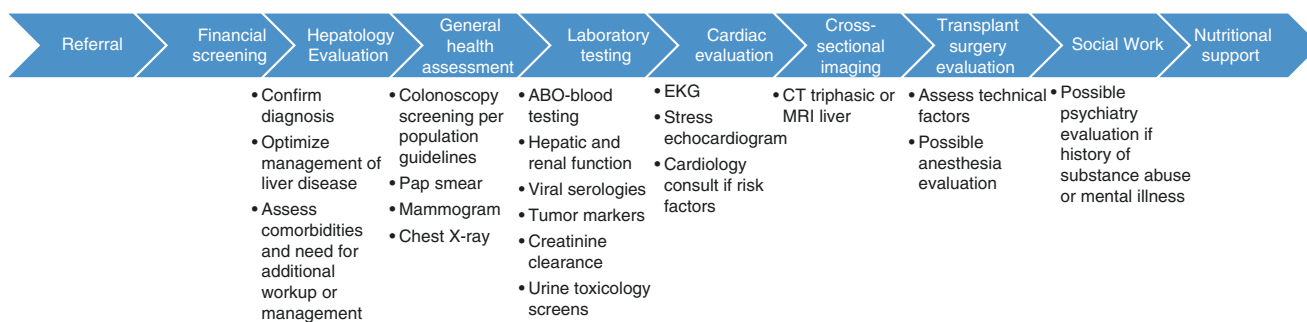 Referral
Financial
screening
Hepatology
Evaluation
General
health
assessment
Laboratory
testing
Cardiac
evaluation
Cross-
sectional
imaging
Transplant
surgery
evaluation
Social Work
Nutritional
support
• Confirm
diagnosis
• Optimize
management of
liver disease
• Assess
comorbidities
and need for
additional
workup or
management
• Colonoscopy
screening per
population
guidelines
• Pap smear
• Mammogram
• Chest X-ray
• ABO-blood
testing
• Hepatic and
renal function
• Viral serologies
• Tumor markers
• Creatinine
clearance
• Urine toxicology
screens
• EKG
• Stress
echocardiogram
• Cardiology
consult if risk
factors
• CT triphasic or
MRI liver
• Assess technical
factors
• Possible
anesthesia
evaluation
• Possible
psychiatry
evaluation if
history of
substance abuse
or mental illness